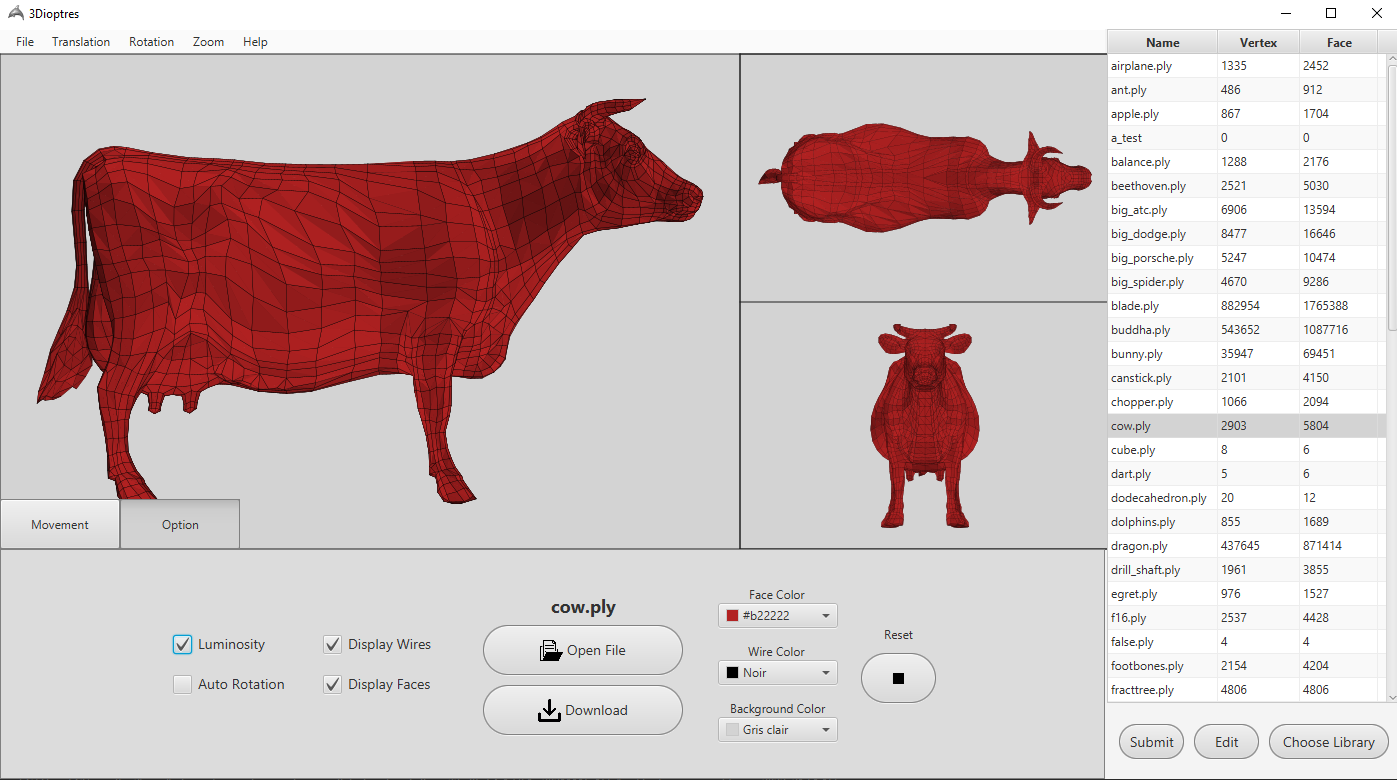 3Dioptres
File Translation Rotation Zoom Help
Movement Option
Luminosity
Display Wires
Auto Rotation
Display Faces
cow.ply
Open File
Download
Face Color
#b22222
Wire Color
Noir
Background Color
Gris clair
Reset
Name Vertex Face
airplane.ply 1335 2452
ant.ply 486 912
apple.ply 867 1704
a_test 0 0
balance.ply 1288 2176
beethoven.ply 2521 5030
big_atc.ply 6906 13594
big_dodge.ply 8477 16646
big_porsche.ply 5247 10474
big_spider.ply 4670 9286
blade.ply 882954 1765388
buddha.ply 543652 1087716
bunny.ply 35947 69451
canstick.ply 2101 4150
chopper.ply 1066 2094
cow.ply 2903 5804
cube.ply 8 6
dart.ply 5 6
dodecahedron.ply 20 12
dolphins.ply 855 1689
dragon.ply 437645 871414
drill_shaft.ply 1961 3855
egret.ply 976 1527
f16.ply 2537 4428
false.ply 4 4
footbones.ply 2154 4204
fracttree.ply 4806 4806
Submit Edit Choose Library